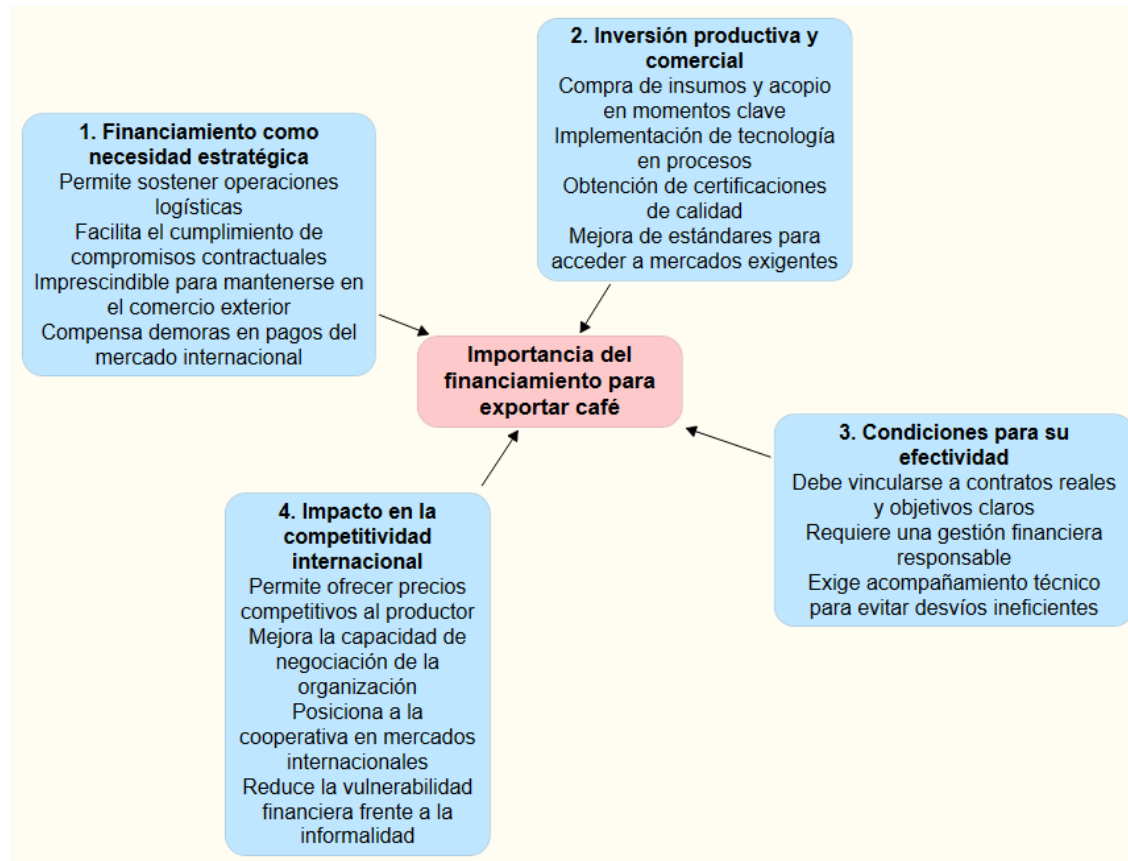 1. Financiamiento como
necesidad estratégica
Permite sostener operaciones
logísticas
Facilita el cumplimiento de
compromisos contractuales
Imprescindible para mantenerse en
el comercio exterior
Compensa demoras en pagos del
mercado internacional
2. Inversión productiva y
comercial
Compra de insumos y acopio
en momentos clave
Implementación de tecnología
en procesos
Obtención de certificaciones
de calidad
Mejora de estándares para
acceder a mercados exigentes
Importancia del
financiamiento para
exportar café
3. Condiciones para su
efectividad
Debe vincularse a contratos reales
y objetivos claros
Requiere una gestión financiera
responsable
Exige acompañamiento técnico
para evitar desvíos ineficientes
4. Impacto en la
competitividad
internacional
Permite ofrecer precios
competitivos al productor
Mejora la capacidad de
negociación de la
organización
Posiciona a la
cooperativa en mercados
internacionales
Reduce la vulnerabilidad
financiera frente a la
informalidad